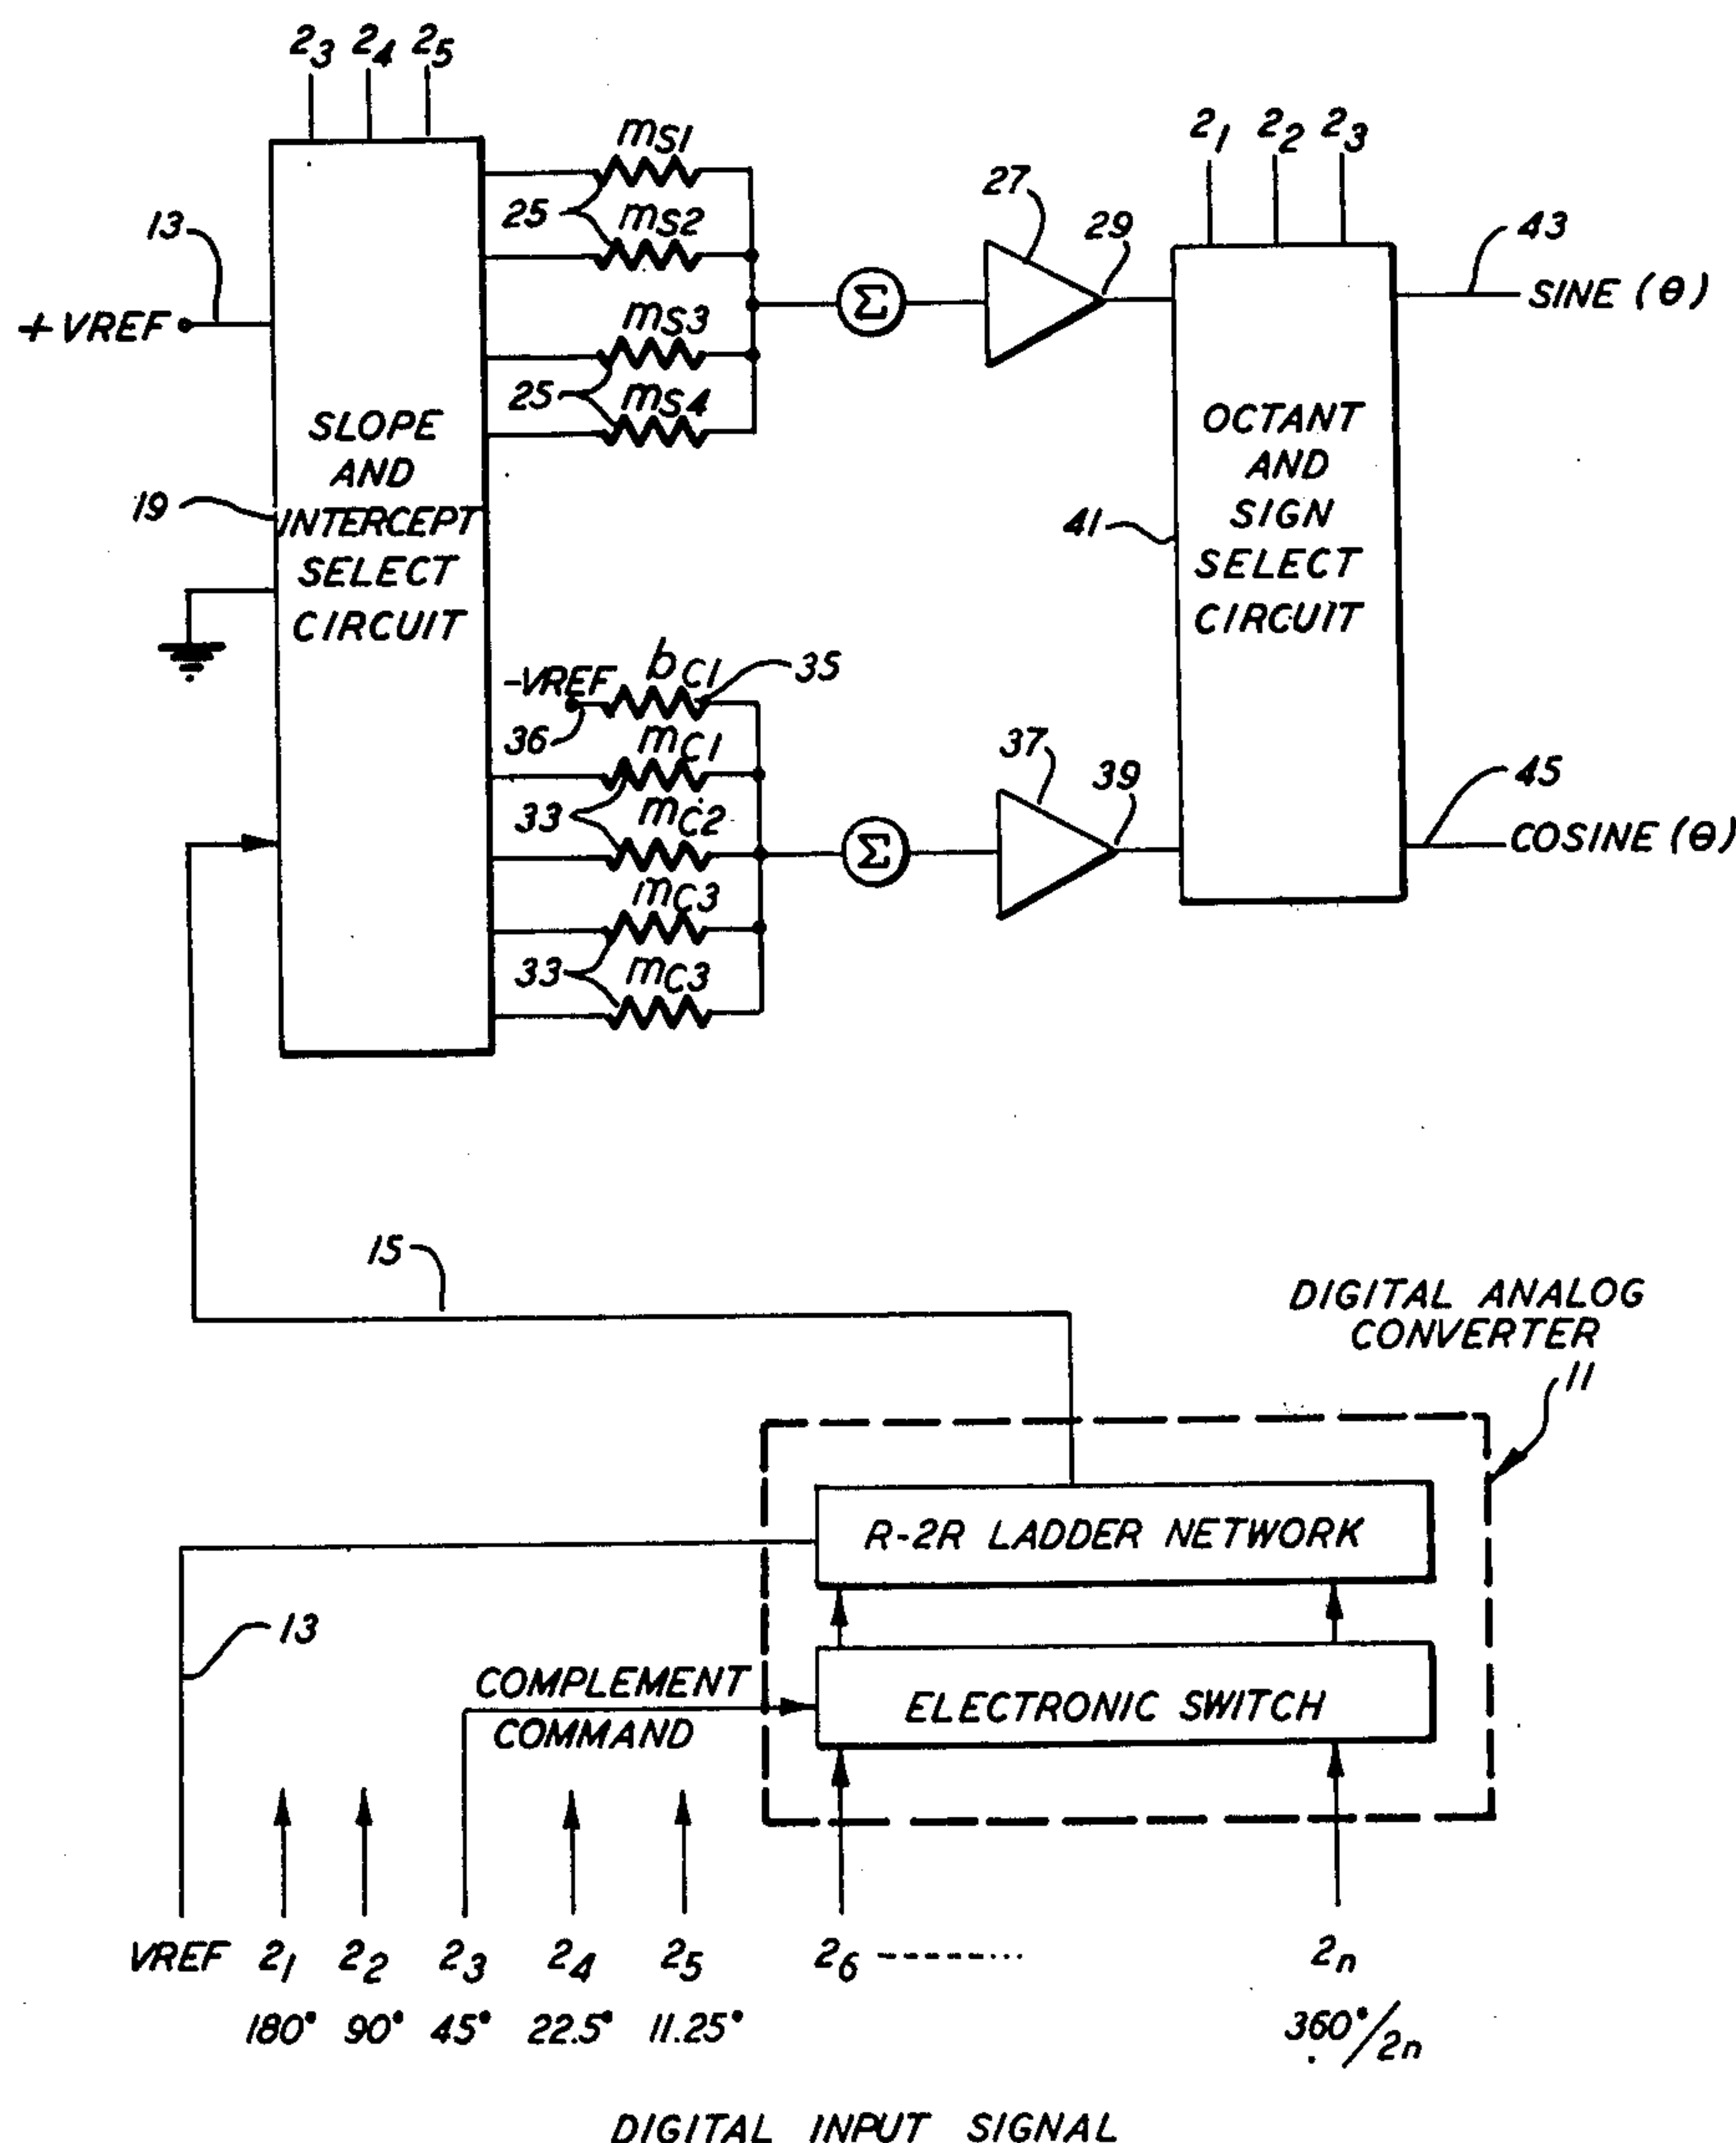 2₃ 2₄ 2₅
mS1
25
mS2
mS3
25
mS4
13
+VREF
19
SLOPE
AND
INTERCEPT
SELECT
CIRCUIT
Σ
27
29
2₁ 2₂ 2₃
41
OCTANT
AND
SIGN
SELECT
CIRCUIT
43
SINE (θ)
-VREF
36
bC1
35
mC1
33
mC2
mC3
33
mC3
Σ
37
39
45
COSINE (θ)
15
DIGITAL ANALOG
CONVERTER
11
R-2R LADDER NETWORK
13
COMPLEMENT
COMMAND
ELECTRONIC SWITCH
VREF 2₁ 2₂ 2₃ 2₄ 2₅ 2₆ -------... 2ₙ
180° 90° 45° 22.5° 11.25° 360°/2ₙ
DIGITAL INPUT SIGNAL